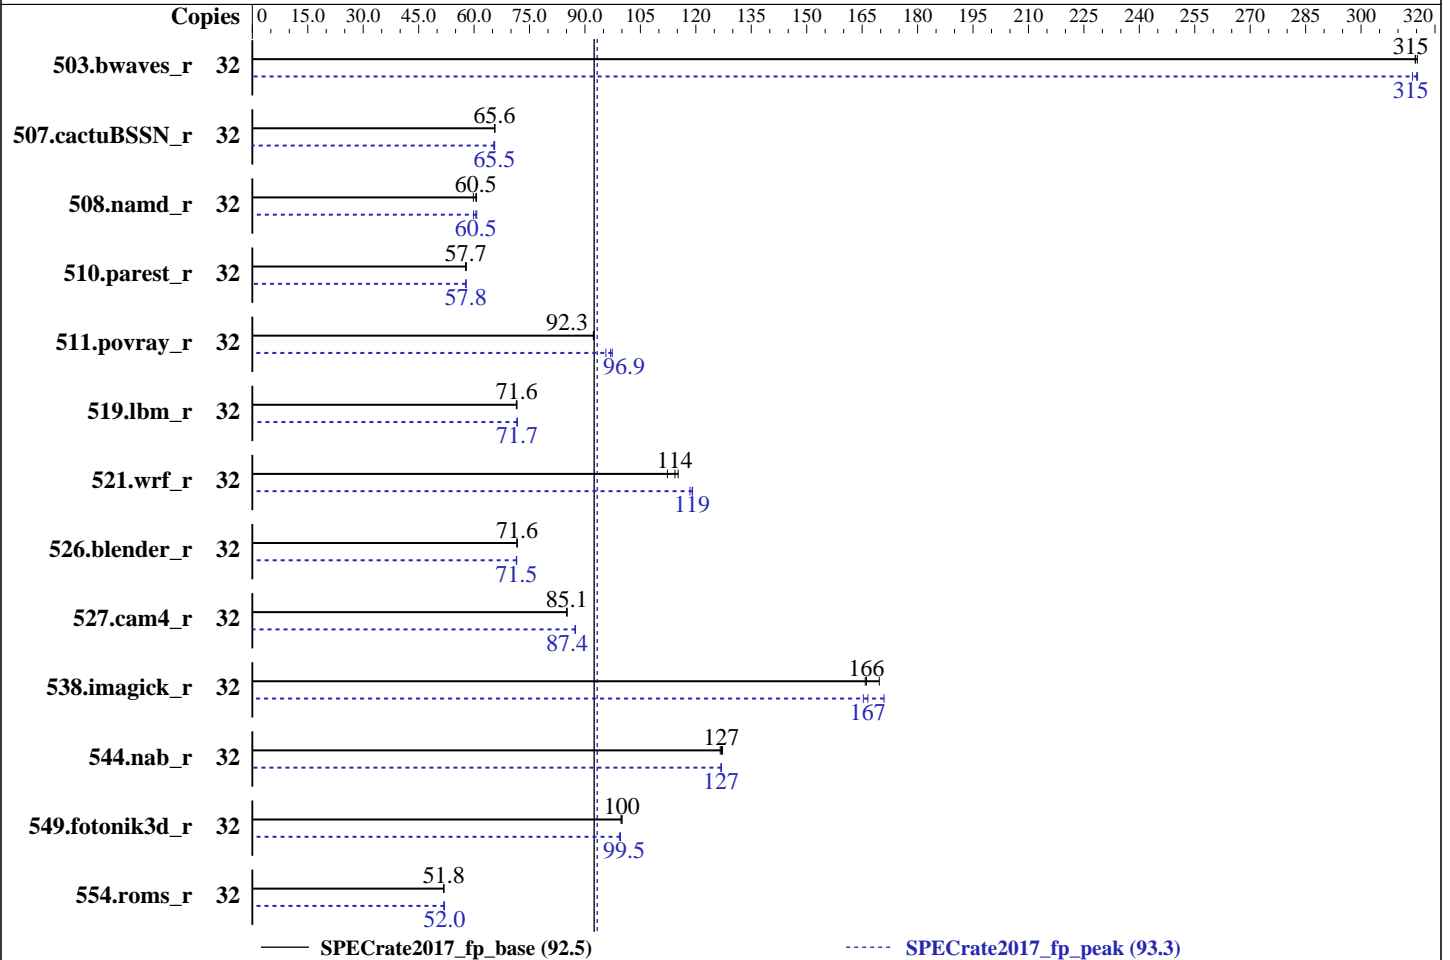 Copies 0 15.0 30.0 45.0 60.0 75.0 90.0 105 120 135 150 165 180 195 210 225 240 255 270 285 300 320
315
503.bwaves_r 32
315
65.6
507.cactuBSSN_r 32
65.5
60.5
508.namd_r 32
60.5
57.7
510.parest_r 32
57.8
92.3
511.povray_r 32
96.9
71.6
519.lbm_r 32
71.7
114
521.wrf_r 32
119
71.6
526.blender_r 32
71.5
85.1
527.cam4_r 32
87.4
166
538.imagick_r 32
167
127
544.nab_r 32
127
100
549.fotonik3d_r 32
99.5
51.8
554.roms_r 32
52.0
SPECrate2017_fp_base (92.5) SPECrate2017_fp_peak (93.3)